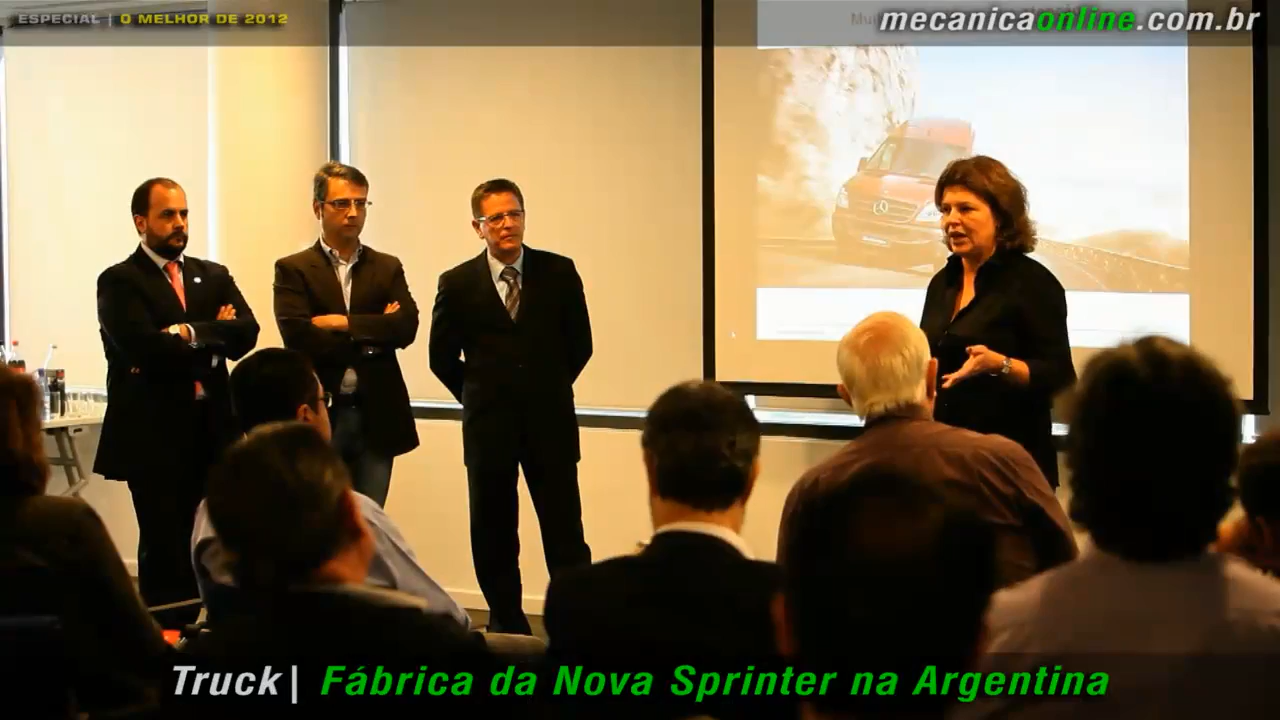 ESPECIAL | O MELHOR DE 2012
mecanicaonline.com.br
Truck| Fábrica da Nova Sprinter na Argentina